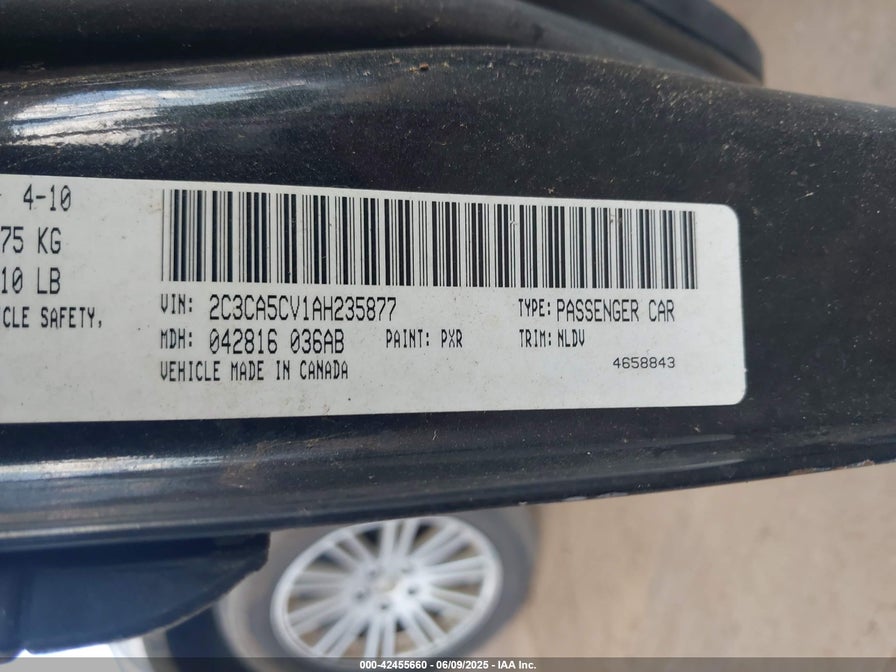 4-10
75 KG
10 LB
CLE SAFETY,
VIN: 2C3CA5CV1AH235877 TYPE: PASSENGER CAR
MDH: 042816 036AB PAINT: PXR TRIM: NLDV
VEHICLE MADE IN CANADA 4658843
000-42455660 - 06/09/2025 - IAA Inc.